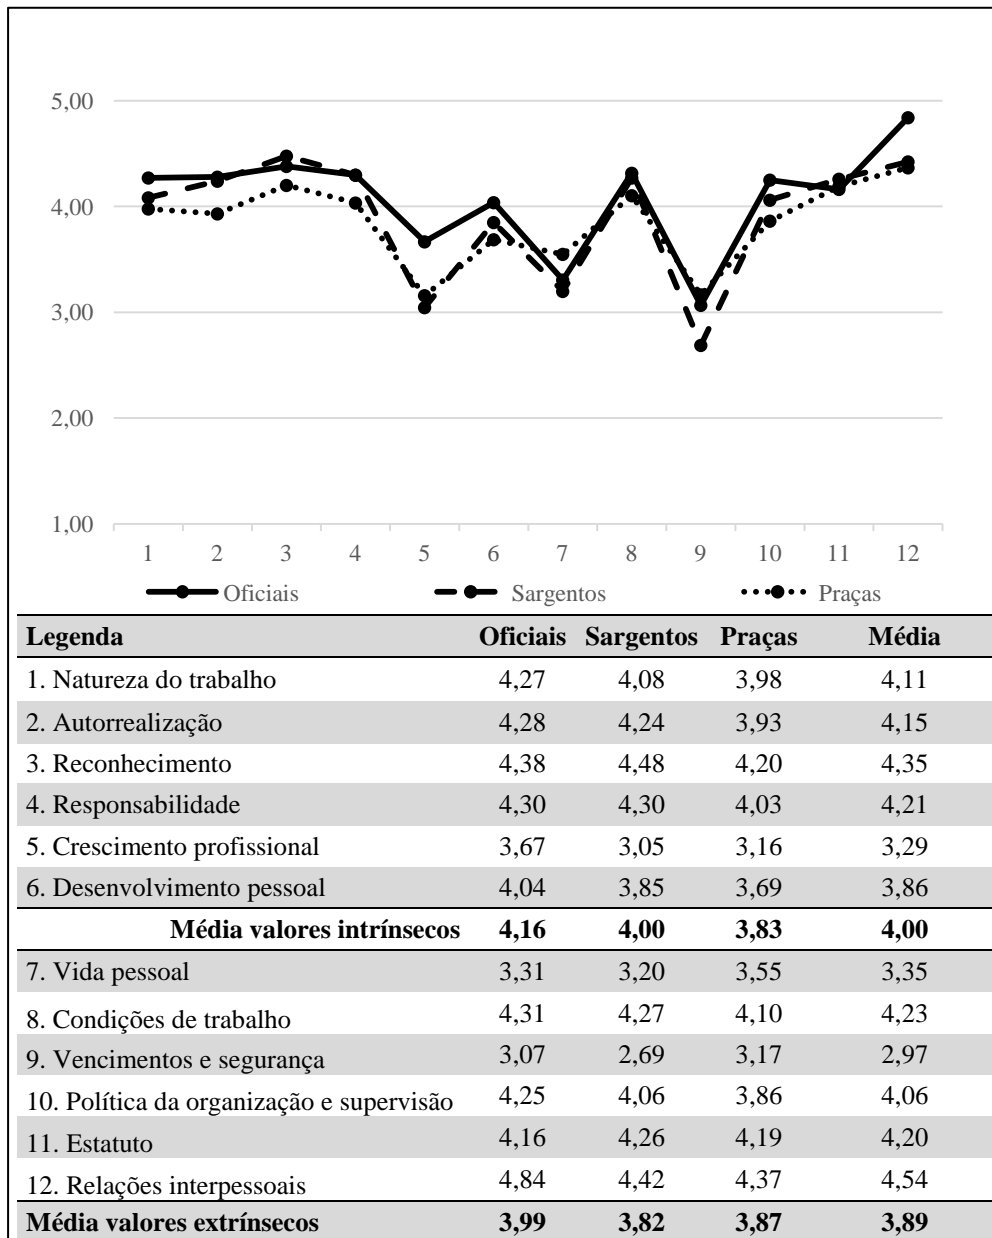 5,00
4,00
3,00
2,00
1,00
1 2 3 4 5 6 7 8 9 10 11 12
Oficiais Sargentos Praças
Legenda Oficiais Sargentos Praças Média
1. Natureza do trabalho 4,27 4,08 3,98 4,11
2. Autorrealização 4,28 4,24 3,93 4,15
3. Reconhecimento 4,38 4,48 4,20 4,35
4. Responsabilidade 4,30 4,30 4,03 4,21
5. Crescimento profissional 3,67 3,05 3,16 3,29
6. Desenvolvimento pessoal 4,04 3,85 3,69 3,86
Média valores intrínsecos 4,16 4,00 3,83 4,00
7. Vida pessoal 3,31 3,20 3,55 3,35
8. Condições de trabalho 4,31 4,27 4,10 4,23
9. Vencimentos e segurança 3,07 2,69 3,17 2,97
10. Política da organização e supervisão 4,25 4,06 3,86 4,06
11. Estatuto 4,16 4,26 4,19 4,20
12. Relações interpessoais 4,84 4,42 4,37 4,54
Média valores extrínsecos 3,99 3,82 3,87 3,89